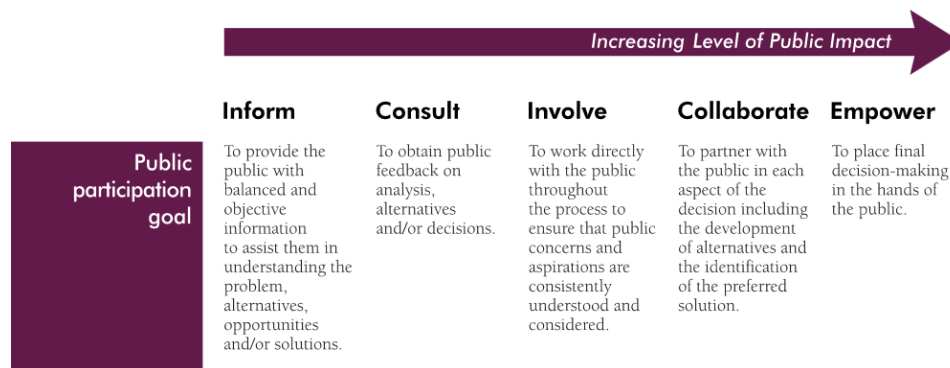 Increasing Level of Public Impact
Inform
Consult
Involve
Collaborate
Empower
Public
participation
goal
To provide the
public with
balanced and
objective
information
to assist them in
understanding the
problem,
alternatives,
opportunities
and/or solutions.
To obtain public
feedback on
analysis,
alternatives
and/or decisions.
To work directly
with the public
throughout
the process to
ensure that public
concerns and
aspirations are
consistently
understood and
considered.
To partner with
the public in each
aspect of the
decision including
the development
of alternatives and
the identification
of the preferred
solution.
To place final
decision-making
in the hands of
the public.